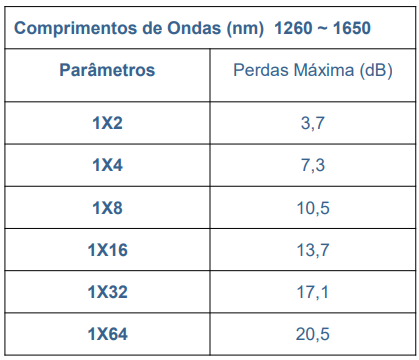 Comprimentos de Ondas (nm) 1260 ~ 1650
Parâmetros Perdas Máxima (dB)
1X2 3,7
1X4 7,3
1X8 10,5
1X16 13,7
1X32 17,1
1X64 20,5